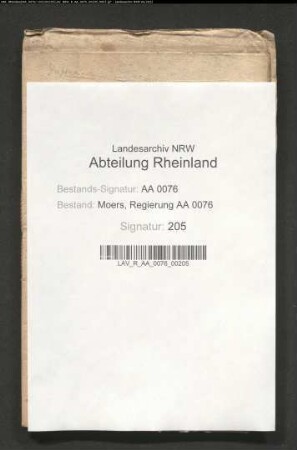 Landesarchiv NRW
Abteilung Rheinland
Bestands-Signatur: AA 0076
Bestand: Moers, Regierung AA 0076
Signatur: 205
LAV_R_AA_0076_00205